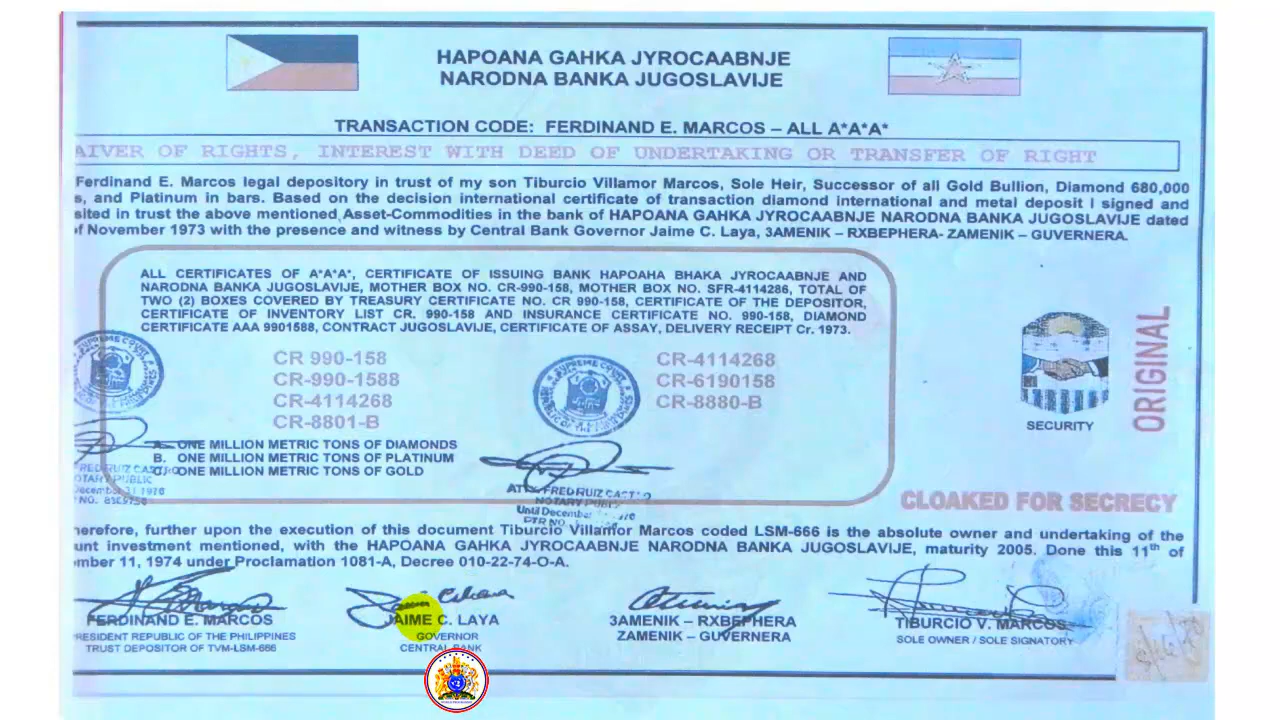 HAPOANA GAHKA JYROCAABNJE
NARODNA BANKA JUGOSLAVIJE
TRANSACTION CODE: FERDINAND E. MARCOS – ALL A*A*A*
AIVER OF RIGHTS, INTEREST WITH DEED OF UNDERTAKING OR TRANSFER OF RIGHT
Ferdinand E. Marcos legal depository in trust of my son Tiburcio Villamor Marcos, Sole Heir, Successor of all Gold Bullion, Diamond 680,000
s, and Platinum in bars. Based on the decision international certificate of transaction diamond international and metal deposit I signed and
sited in trust the above mentioned Asset-Commodities in the bank of HAPOANA GAHKA JYROCAABNJE NARODNA BANKA JUGOSLAVIJE dated
of November 1973 with the presence and witness by Central Bank Governor Jaime C. Laya, 3AMENIK – RXBEPHERA- ZAMENIK – GUVERNERA.
ALL CERTIFICATES OF A*A*A*, CERTIFICATE OF ISSUING BANK HAPOAHA BHAKA JYROCAABNJE AND
NARODNA BANKA JUGOSLAVIJE, MOTHER BOX NO. CR-990-158, MOTHER BOX NO. SFR-4114286, TOTAL OF
TWO (2) BOXES COVERED BY TREASURY CERTIFICATE NO. CR 990-158, CERTIFICATE OF THE DEPOSITOR,
CERTIFICATE OF INVENTORY LIST CR. 990-158 AND INSURANCE CERTIFICATE NO. 990-158, DIAMOND
CERTIFICATE AAA 9901588, CONTRACT JUGOSLAVIJE, CERTIFICATE OF ASSAY, DELIVERY RECEIPT Cr. 1973.
CR 990-158
CR-990-1588
CR-4114268
CR-8801-B
CR-4114268
CR-6190158
CR-8880-B
SUPREME COURT
A. ONE MILLION METRIC TONS OF DIAMONDS
B. ONE MILLION METRIC TONS OF PLATINUM
C. ONE MILLION METRIC TONS OF GOLD
FRED RUIZ CASTRO
NOTARY PUBLIC
Until December
PTR NO.
SECURITY
ORIGINAL
CLOAKED FOR SECRECY
herefore, further upon the execution of this document Tiburcio Villamor Marcos coded LSM-666 is the absolute owner and undertaking of the
unt investment mentioned, with the HAPOANA GAHKA JYROCAABNJE NARODNA BANKA JUGOSLAVIJE, maturity 2005. Done this 11th of
mber 11, 1974 under Proclamation 1081-A, Decree 010-22-74-O-A.
FERDINAND E. MARCOS
RESIDENT REPUBLIC OF THE PHILIPPINES
TRUST DEPOSITOR OF TVM-LSM-666
JAIME C. LAYA
GOVERNOR
CENTRAL BANK
3AMENIK – RXBEPHERA
ZAMENIK – GUVERNERA
TIBURCIO V. MARCOS
SOLE OWNER / SOLE SIGNATORY